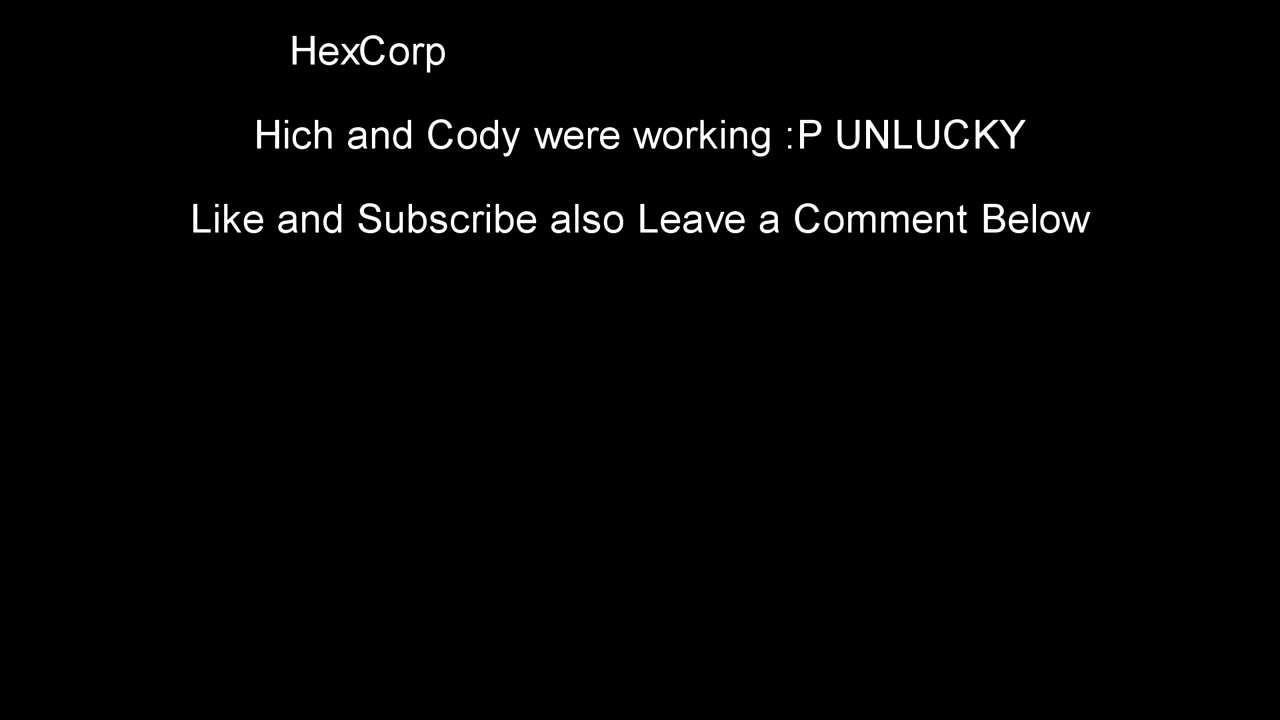 HexCorp
Hich and Cody were working :P UNLUCKY
Like and Subscribe also Leave a Comment Below